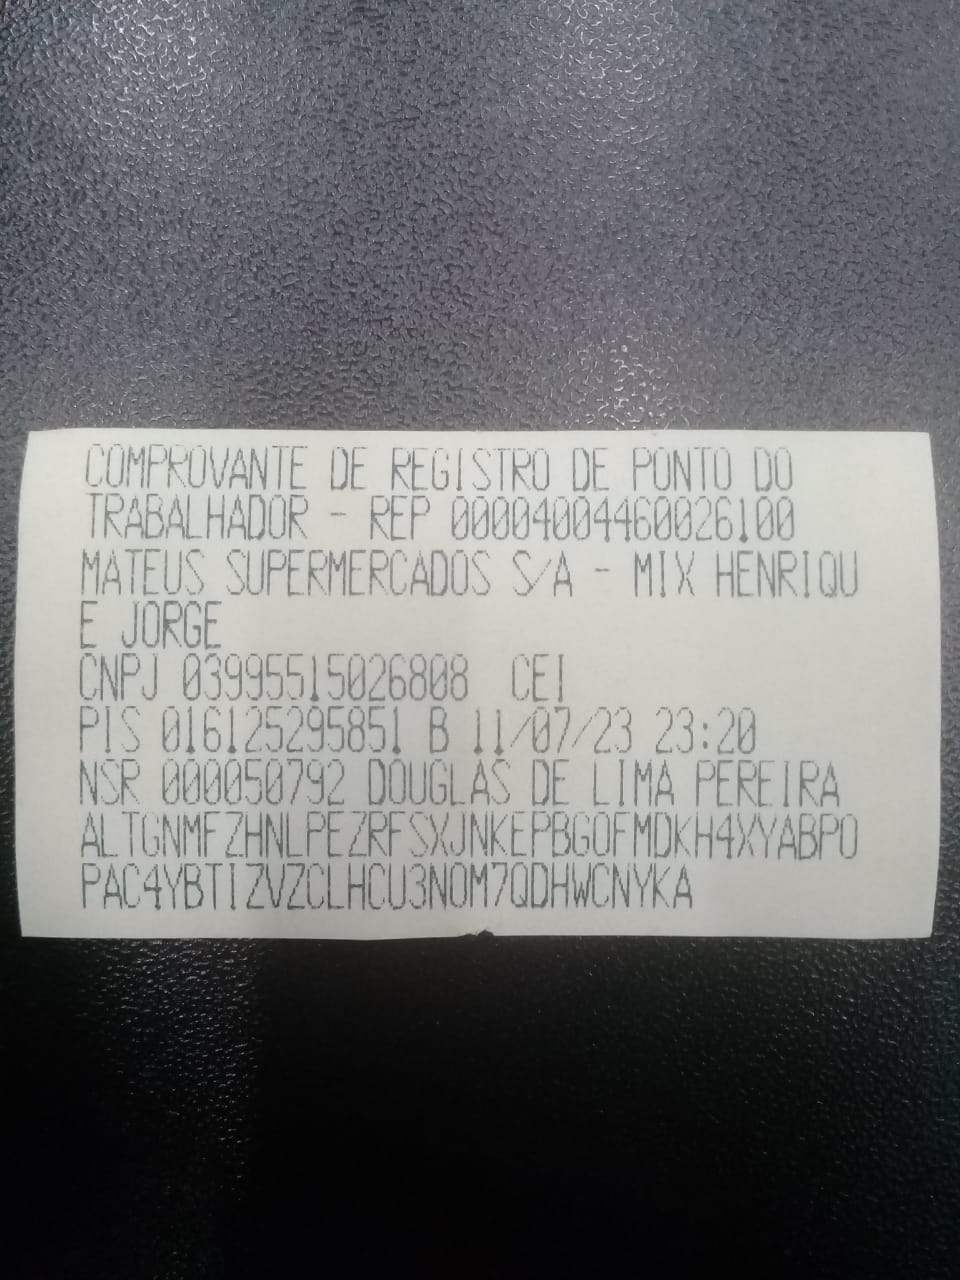 COMPROVANTE DE REGISTRO DE PONTO DO
TRABALHADOR - REP 00004004460026100
MATEUS SUPERMERCADOS S/A - MIX HENRIQU
E JORGE
CNPJ 03995515026808 CEI
PIS 016125295851 B 11/07/23 23:20
NSR 000050792 DOUGLAS DE LIMA PEREIRA
ALTGNMFZHNLPEZRFSXJNKEPBGOFMDKH4XYABPO
PAC4YBTIZVZCLHCU3NOM7QDHWCNYKA